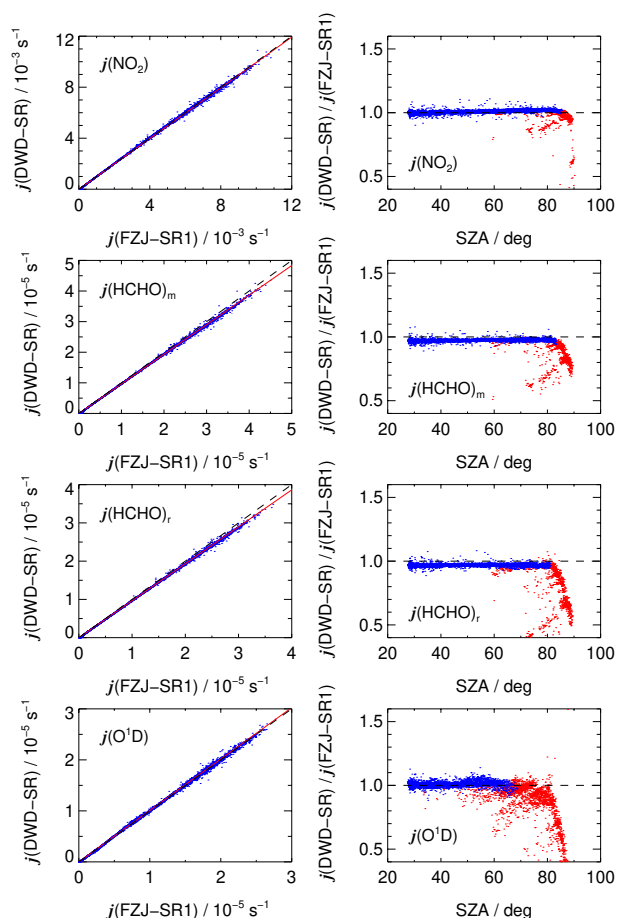 j(DWD−SR) / 10⁻³ s⁻¹
12
8
4
0
j(NO₂)
0 4 8 12
j(FZJ−SR1) / 10⁻³ s⁻¹
j(DWD−SR) / j(FZJ−SR1)
1.5
1.0
0.5
j(NO₂)
20 40 60 80 100
SZA / deg
j(DWD−SR) / 10⁻⁵ s⁻¹
5
4
3
2
1
0
j(HCHO)ₘ
0 1 2 3 4 5
j(FZJ−SR1) / 10⁻⁵ s⁻¹
j(DWD−SR) / j(FZJ−SR1)
1.5
1.0
0.5
j(HCHO)ₘ
20 40 60 80 100
SZA / deg
j(DWD−SR) / 10⁻⁵ s⁻¹
4
3
2
1
0
j(HCHO)ᵣ
0 1 2 3 4
j(FZJ−SR1) / 10⁻⁵ s⁻¹
j(DWD−SR) / j(FZJ−SR1)
1.5
1.0
0.5
j(HCHO)ᵣ
20 40 60 80 100
SZA / deg
j(DWD−SR) / 10⁻⁵ s⁻¹
3
2
1
0
j(O¹D)
0 1 2 3
j(FZJ−SR1) / 10⁻⁵ s⁻¹
j(DWD−SR) / j(FZJ−SR1)
1.5
1.0
0.5
j(O¹D)
20 40 60 80 100
SZA / deg